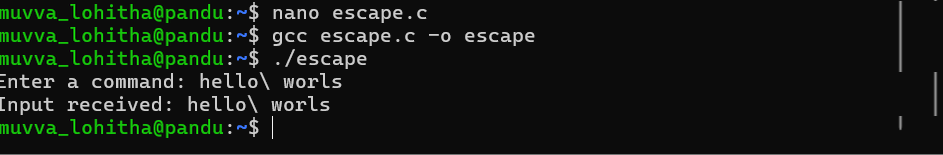 muvva_lohitha@pandu:~$ nano escape.c
muvva_lohitha@pandu:~$ gcc escape.c -o escape
muvva_lohitha@pandu:~$ ./escape
Enter a command: hello\ worls
Input received: hello\ worls
muvva_lohitha@pandu:~$